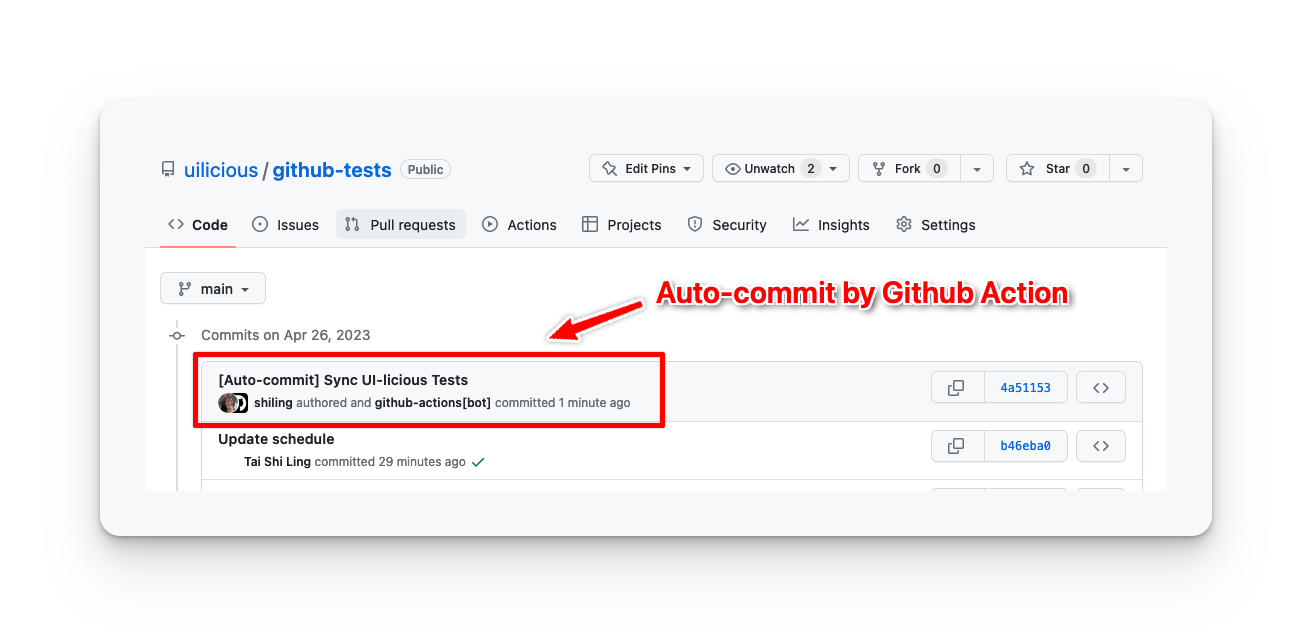 uilicious / github-tests Public Edit Pins Unwatch 2 Fork 0 Star 0
Code Issues Pull requests Actions Projects Security Insights Settings
main
Auto-commit by Github Action
Commits on Apr 26, 2023
[Auto-commit] Sync UI-licious Tests
4a51153
shiling authored and github-actions[bot] committed 1 minute ago
Update schedule
b46eba0
Tai Shi Ling committed 29 minutes ago